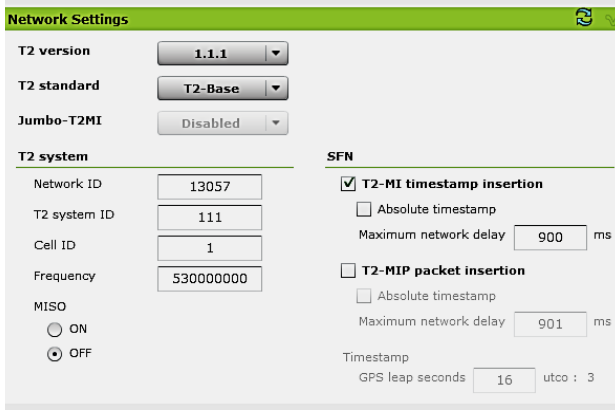 Network Settings
T2 version 1.1.1
T2 standard T2-Base
Jumbo-T2MI Disabled
T2 system
Network ID 13057
T2 system ID 111
Cell ID 1
Frequency 530000000
MISO
ON
OFF
SFN
T2-MI timestamp insertion
Absolute timestamp
Maximum network delay 900 ms
T2-MIP packet insertion
Absolute timestamp
Maximum network delay 901 ms
Timestamp
GPS leap seconds 16 utco : 3